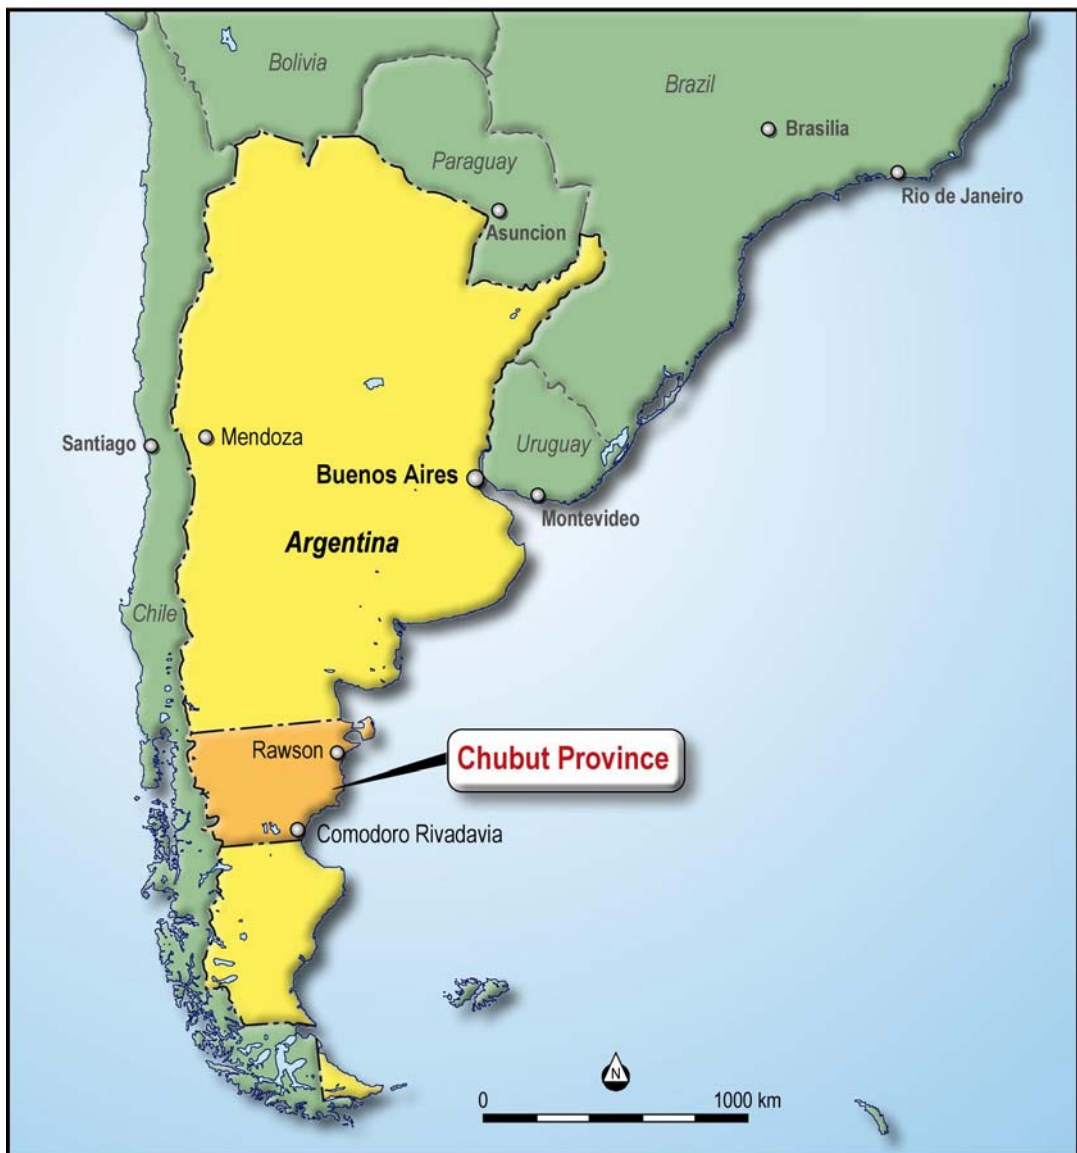 Bolivia
Brazil
Brasilia
Paraguay
Rio de Janeiro
Asuncion
Santiago
Mendoza
Uruguay
Buenos Aires
Montevideo
Argentina
Chile
Rawson
Chubut Province
Comodoro Rivadavia
N
0 1000 km